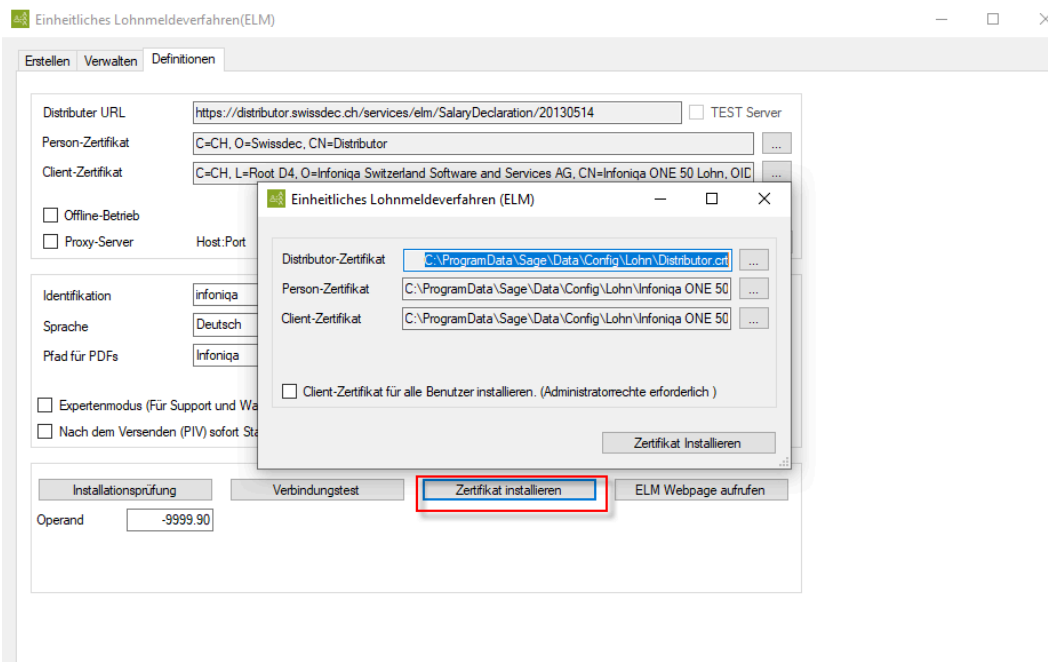 Einheitliches Lohnmeldeverfahren(ELM)
Erstellen Verwalten Definitionen
Distributer URL https://distributor.swissdec.ch/services/elm/SalaryDeclaration/20130514 TEST Server
Person-Zertifikat C=CH, O=Swissdec, CN=Distributor ...
Client-Zertifikat C=CH, L=Root D4, O=Infoniqa Switzerland Software and Services AG, CN=Infoniqa ONE 50 Lohn, OID ...
Offline-Betrieb
Proxy-Server Host:Port
Identifikation infoniqa
Sprache Deutsch
Pfad für PDFs Infoniqa
Expertenmodus (Für Support und Wa
Nach dem Versenden (PIV) sofort Sta
Einheitliches Lohnmeldeverfahren (ELM)
Distributor-Zertifikat C:\ProgramData\Sage\Data\Config\Lohn\Distributor.crt ...
Person-Zertifikat C:\ProgramData\Sage\Data\Config\Lohn\Infoniqa ONE 50 ...
Client-Zertifikat C:\ProgramData\Sage\Data\Config\Lohn\Infoniqa ONE 50 ...
Client-Zertifikat für alle Benutzer installieren. (Administratorrechte erforderlich )
Zertifikat Installieren
Installationsprüfung Verbindungstest Zertifikat installieren ELM Webpage aufrufen
Operand -9999.90